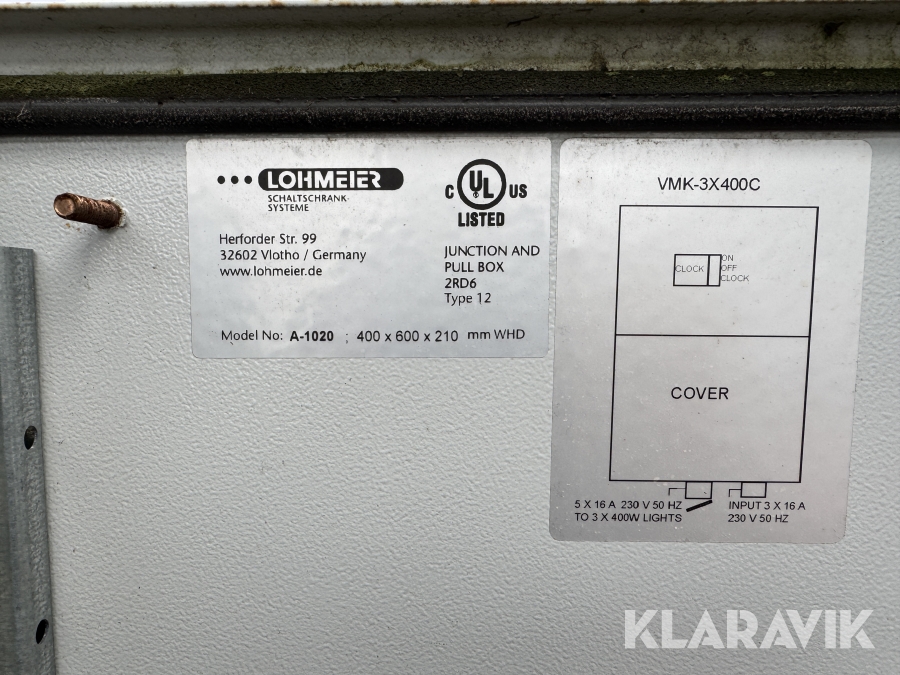 LOHMEIER
SCHALTSCHRANK-
SYSTEME
Herforder Str. 99
32602 Vlotho / Germany
www.lohmeier.de
C UL US
LISTED
JUNCTION AND
PULL BOX
2RD6
Type 12
Model No: A-1020 : 400 x 600 x 210 mm WHD
VMK-3X400C
CLOCK
ON
OFF
CLOCK
COVER
5 X 16 A 230 V 50 HZ
TO 3 X 400W LIGHTS
INPUT 3 X 16 A
230 V 50 HZ
KLARAVIK